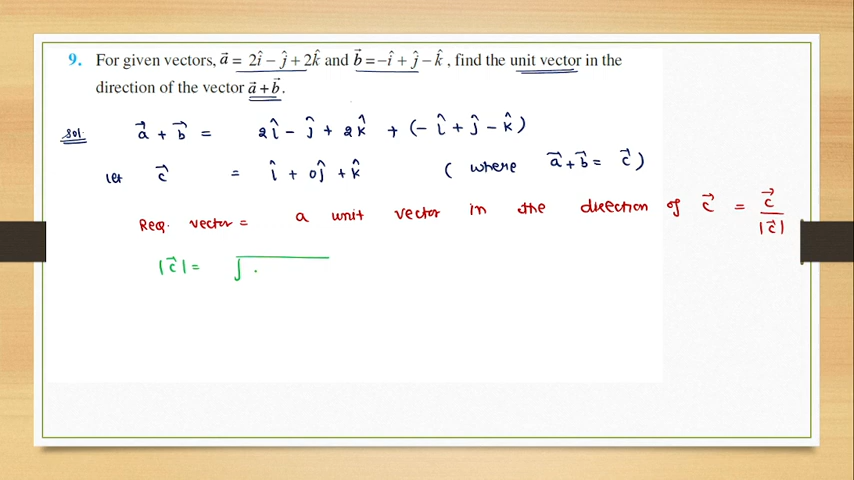 9. For given vectors, a⃗ = 2î − ĵ + 2k̂ and b⃗ = −î + ĵ − k̂ , find the unit vector in the
direction of the vector a⃗ + b⃗ .
Sol: a⃗ + b⃗ = 2î − ĵ + 2k̂ + (− î + ĵ − k̂ )
let c⃗ = î + 0ĵ + k̂ ( where a⃗ + b⃗ = c⃗ )
Req. vector = a unit vector in the direction of c⃗ = c⃗ / |c⃗|
|c⃗| = √